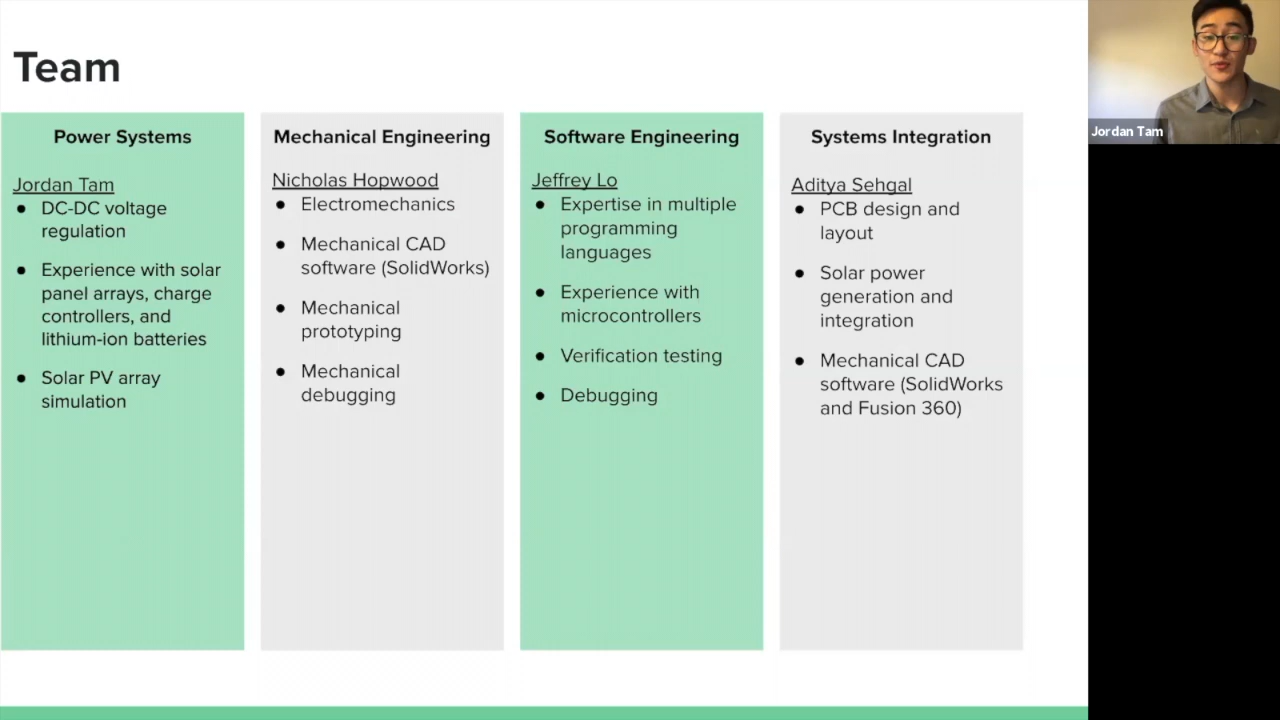 Team
Power Systems
Jordan Tam
● DC-DC voltage
regulation
● Experience with solar
panel arrays, charge
controllers, and
lithium-ion batteries
● Solar PV array
simulation
Mechanical Engineering
Nicholas Hopwood
● Electromechanics
● Mechanical CAD
software (SolidWorks)
● Mechanical
prototyping
● Mechanical
debugging
Software Engineering
Jeffrey Lo
● Expertise in multiple
programming
languages
● Experience with
microcontrollers
● Verification testing
● Debugging
Systems Integration
Aditya Sehgal
● PCB design and
layout
● Solar power
generation and
integration
● Mechanical CAD
software (SolidWorks
and Fusion 360)
Jordan Tam